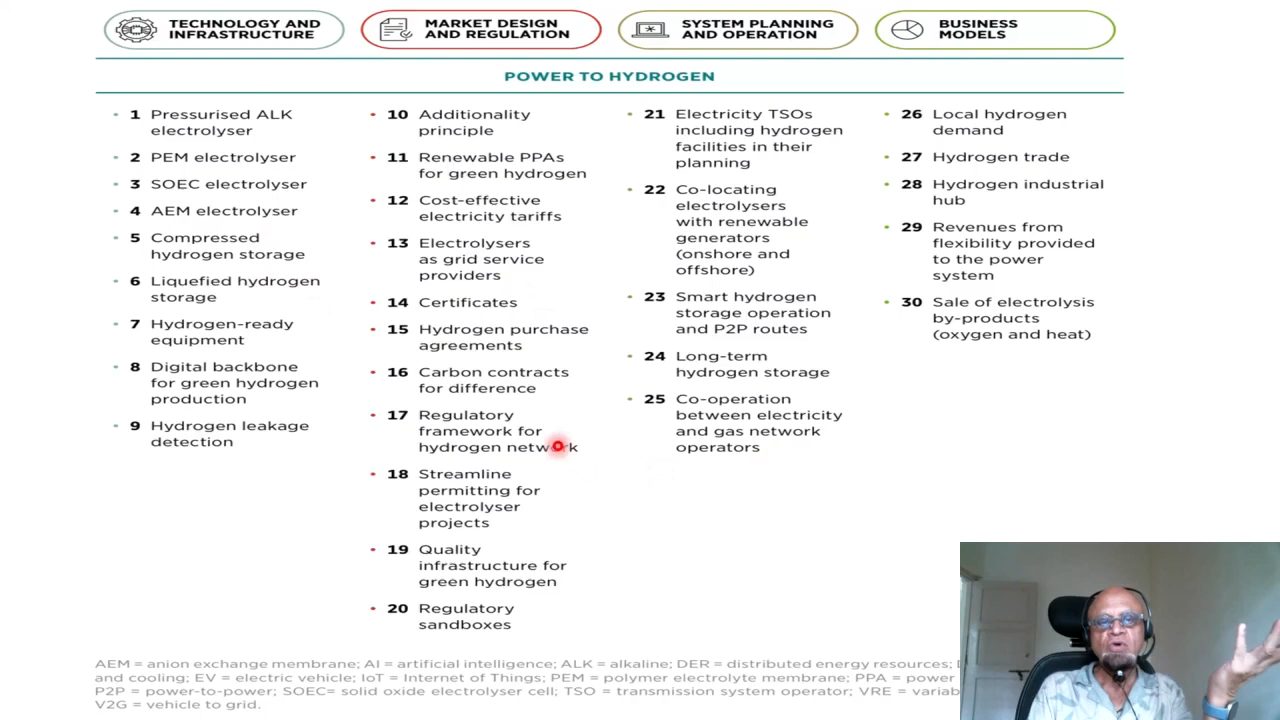 TECHNOLOGY AND
INFRASTRUCTURE
MARKET DESIGN
AND REGULATION
SYSTEM PLANNING
AND OPERATION
BUSINESS
MODELS
POWER TO HYDROGEN
1 Pressurised ALK
electrolyser
2 PEM electrolyser
3 SOEC electrolyser
4 AEM electrolyser
5 Compressed
hydrogen storage
6 Liquefied hydrogen
storage
7 Hydrogen-ready
equipment
8 Digital backbone
for green hydrogen
production
9 Hydrogen leakage
detection
10 Additionality
principle
11 Renewable PPAs
for green hydrogen
12 Cost-effective
electricity tariffs
13 Electrolysers
as grid service
providers
14 Certificates
15 Hydrogen purchase
agreements
16 Carbon contracts
for difference
17 Regulatory
framework for
hydrogen network
18 Streamline
permitting for
electrolyser
projects
19 Quality
infrastructure for
green hydrogen
20 Regulatory
sandboxes
21 Electricity TSOs
including hydrogen
facilities in their
planning
22 Co-locating
electrolysers
with renewable
generators
(onshore and
offshore)
23 Smart hydrogen
storage operation
and P2P routes
24 Long-term
hydrogen storage
25 Co-operation
between electricity
and gas network
operators
26 Local hydrogen
demand
27 Hydrogen trade
28 Hydrogen industrial
hub
29 Revenues from
flexibility provided
to the power
system
30 Sale of electrolysis
by-products
(oxygen and heat)
AEM = anion exchange membrane; AI = artificial intelligence; ALK = alkaline; DER = distributed energy resources;
and cooling; EV = electric vehicle; IoT = Internet of Things; PEM = polymer electrolyte membrane; PPA = power
P2P = power-to-power; SOEC= solid oxide electrolyser cell; TSO = transmission system operator; VRE = variab
V2G = vehicle to grid.